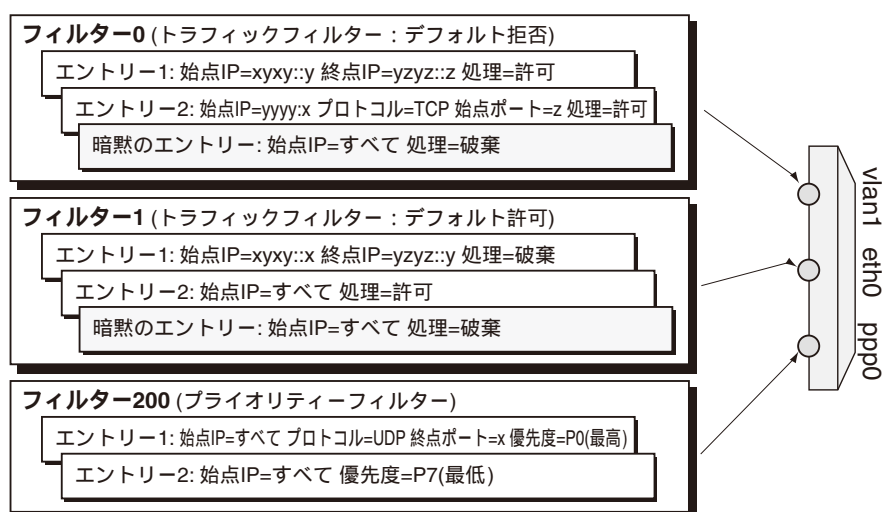 フィルター0 (トラフィックフィルター：デフォルト拒否)
エントリー1: 始点IP=xyxy::y 終点IP=yzyz::z 処理=許可
エントリー2: 始点IP=yyyy:x プロトコル=TCP 始点ポート=z 処理=許可
暗黙のエントリー: 始点IP=すべて 処理=破棄
フィルター1 (トラフィックフィルター：デフォルト許可)
エントリー1: 始点IP=xyxy::x 終点IP=yzyz::y 処理=破棄
エントリー2: 始点IP=すべて 処理=許可
暗黙のエントリー: 始点IP=すべて 処理=破棄
フィルター200 (プライオリティーフィルター)
エントリー1: 始点IP=すべて プロトコル=UDP 終点ポート=x 優先度=P0(最高)
エントリー2: 始点IP=すべて 優先度=P7(最低)
vlan1 eth0 ppp0